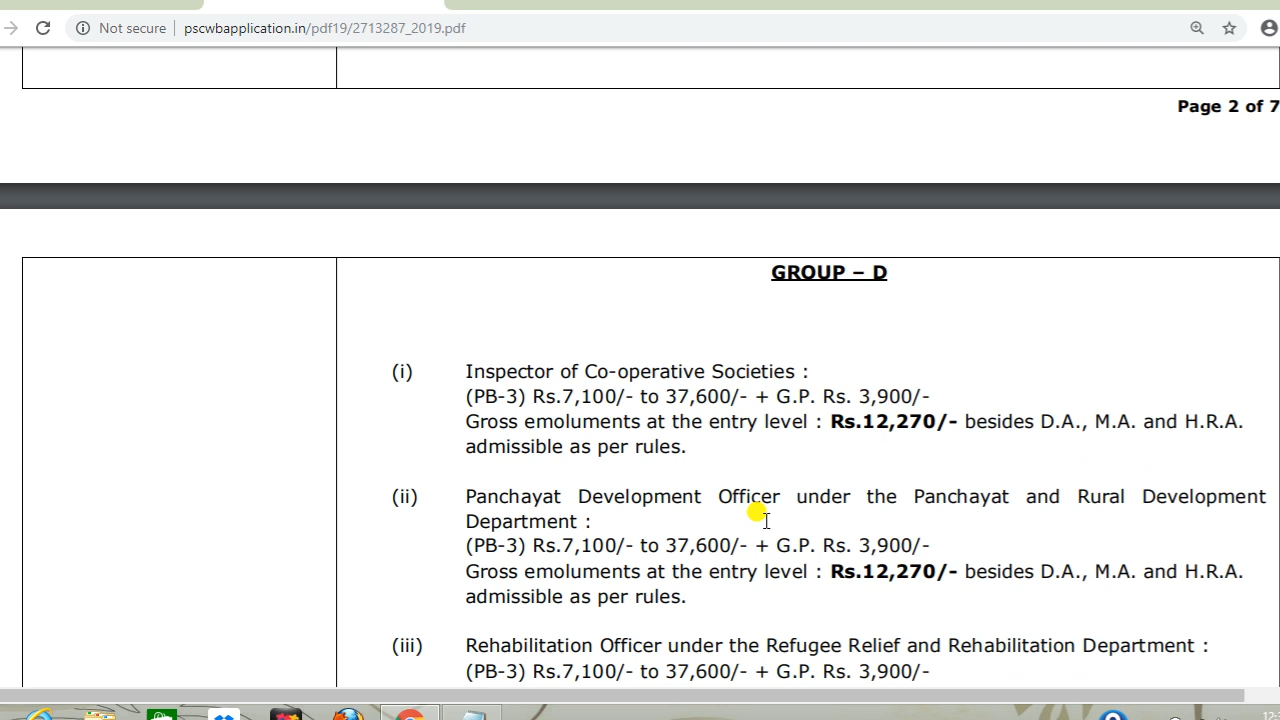 Not secure
pscwbapplication.in/pdf19/2713287_2019.pdf
Page 2 of 7
GROUP – D
(i) Inspector of Co-operative Societies :
(PB-3) Rs.7,100/- to 37,600/- + G.P. Rs. 3,900/-
Gross emoluments at the entry level : Rs.12,270/- besides D.A., M.A. and H.R.A.
admissible as per rules.
(ii) Panchayat Development Officer under the Panchayat and Rural Development
Department :
(PB-3) Rs.7,100/- to 37,600/- + G.P. Rs. 3,900/-
Gross emoluments at the entry level : Rs.12,270/- besides D.A., M.A. and H.R.A.
admissible as per rules.
(iii) Rehabilitation Officer under the Refugee Relief and Rehabilitation Department :
(PB-3) Rs.7,100/- to 37,600/- + G.P. Rs. 3,900/-